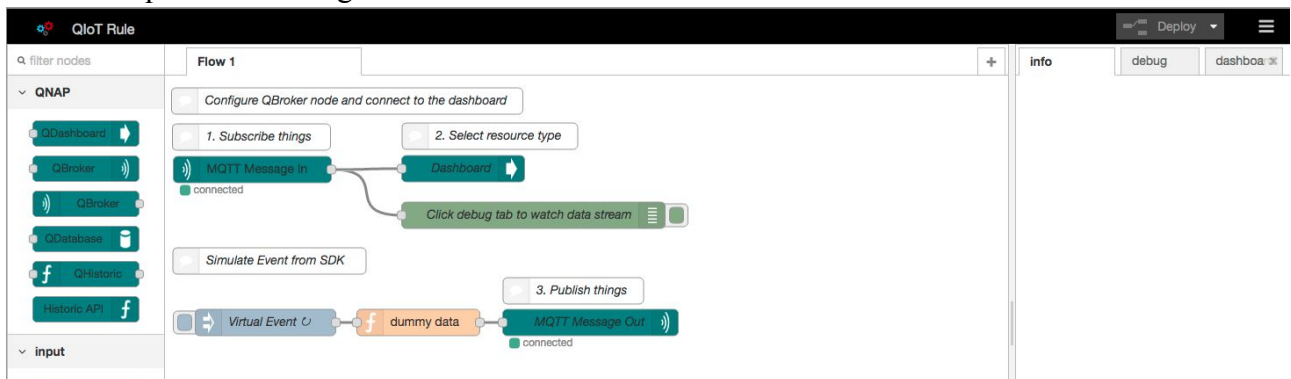 QIoT Rule
Deploy
filter nodes
Flow 1
info
debug
dashboa
QNAP
Configure QBroker node and connect to the dashboard
QDashboard
1. Subscribe things
2. Select resource type
QBroker
MQTT Message In
Dashboard
connected
QBroker
Click debug tab to watch data stream
QDatabase
Simulate Event from SDK
QHistoric
3. Publish things
Historic API
Virtual Event
dummy data
MQTT Message Out
connected
input